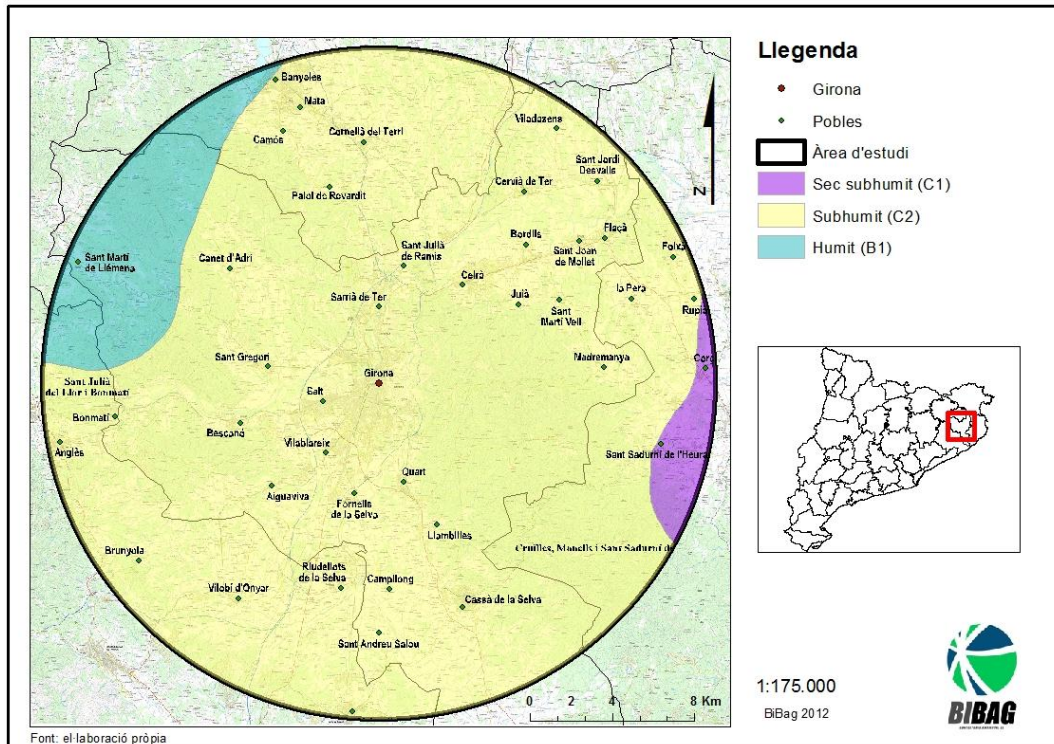 Llegenda
Girona
Pobles
Àrea d'estudi
Sec subhumit (C1)
Subhumit (C2)
Humit (B1)
Banyoles
Mata
Camós
Cornellà del Terri
Viladasens
Sant Jordi
Desvalls
Cervià de Ter
Palol de Revardit
Bordils
Flaçà
Sant Joan
de Mollet
Foixà
Sant Martí
de Llémena
Canet d'Adri
Sant Julià
de Ramis
Celrà
Juià
Sant
Martí Vell
la Pera
Rupià
Sarrià de Ter
Sant Gregori
Girona
Madremanya
Corç
Sant Julià
del Llor i Bonmatí
Bonmatí
Salt
Anglès
Bescanó
Vilablareix
Sant Sadurní de l'Heura
Quart
Aiguaviva
Fornells
de la Selva
Llambilles
Cruïlles, Monells i Sant Sadurní de
Brunyola
Riudellots
de la Selva
Campllong
Vilobí d'Onyar
Cassà de la Selva
Sant Andreu Salou
N
0 2 4 8 Km
1:175.000
BiBag 2012
BIBAG
Font: el·laboració pròpia